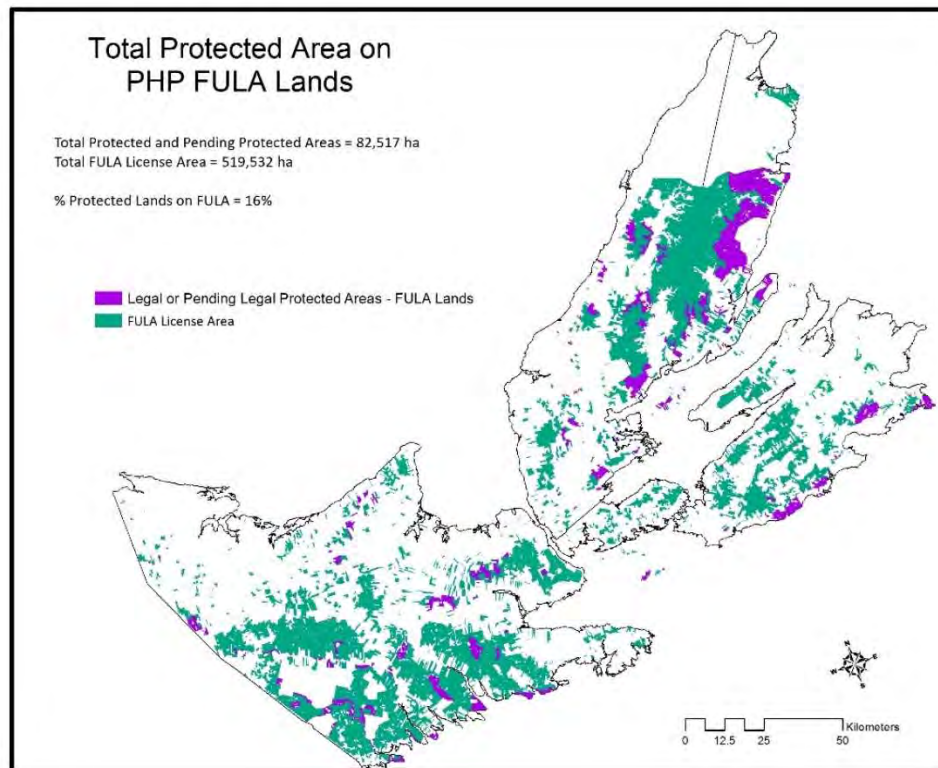 Total Protected Area on
PHP FULA Lands
Total Protected and Pending Protected Areas = 82,517 ha
Total FULA License Area = 519,532 ha
% Protected Lands on FULA = 16%
Legal or Pending Legal Protected Areas - FULA Lands
FULA License Area
N
W E
S
Kilometers
0 12.5 25 50